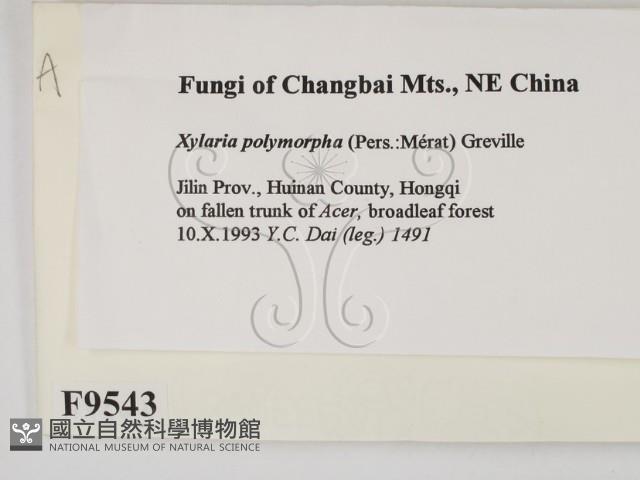 A
Fungi of Changbai Mts., NE China
Xylaria polymorpha (Pers.:Mérat) Greville
Jilin Prov., Huinan County, Hongqi
on fallen trunk of Acer, broadleaf forest
10.X.1993 Y.C. Dai (leg.) 1491
F9543
國立自然科學博物館
NATIONAL MUSEUM OF NATURAL SCIENCE